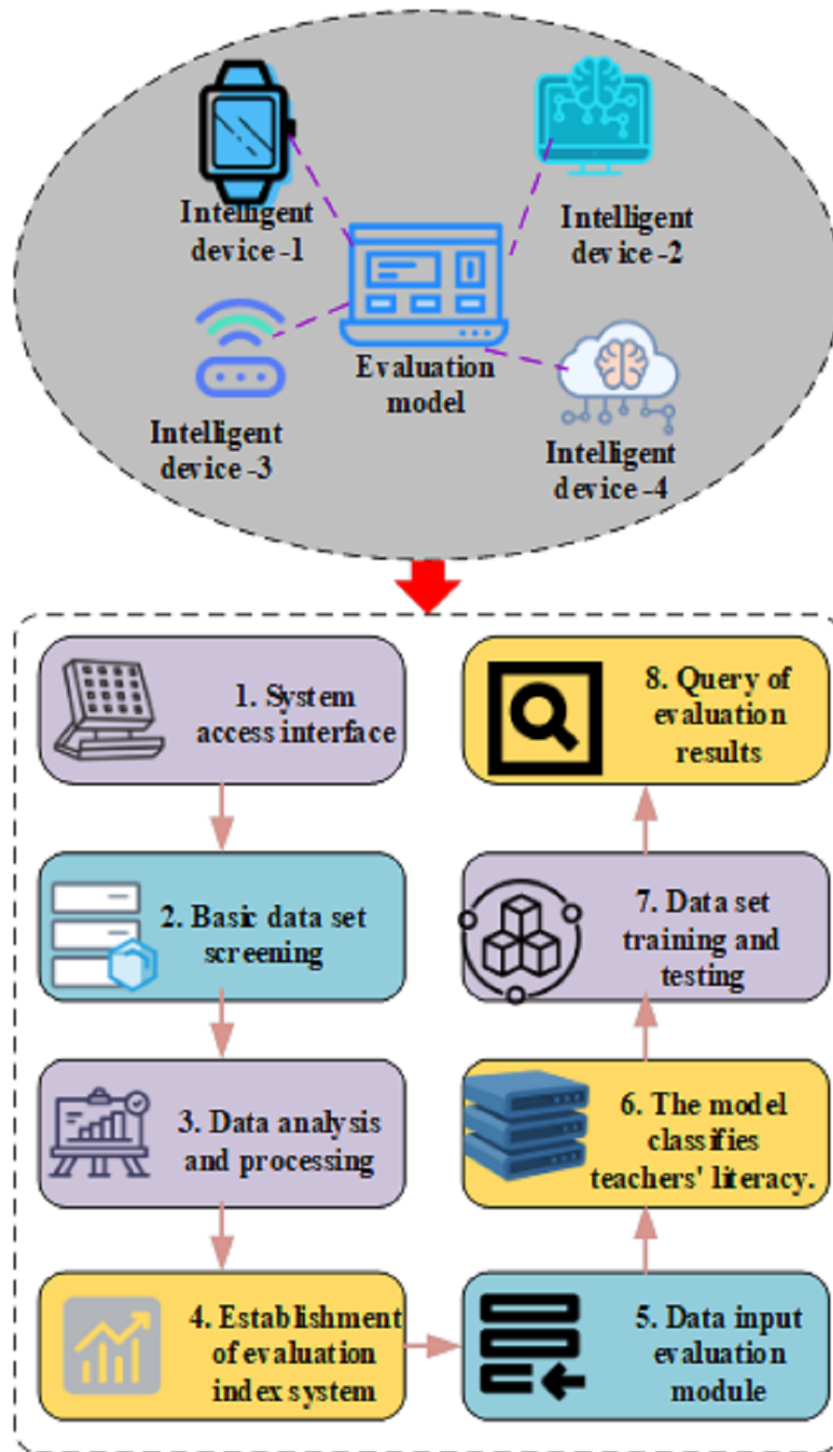 Intelligent
device -1
Intelligent
device -2
Evaluation
model
Intelligent
device -3
Intelligent
device -4
1. System
access interface
2. Basic data set
screening
3. Data analysis
and processing
4. Establishment
of evaluation
index system
5. Data input
evaluation
module
6. The model
classifies
teachers' literacy.
7. Data set
training and
testing
8. Query of
evaluation
results